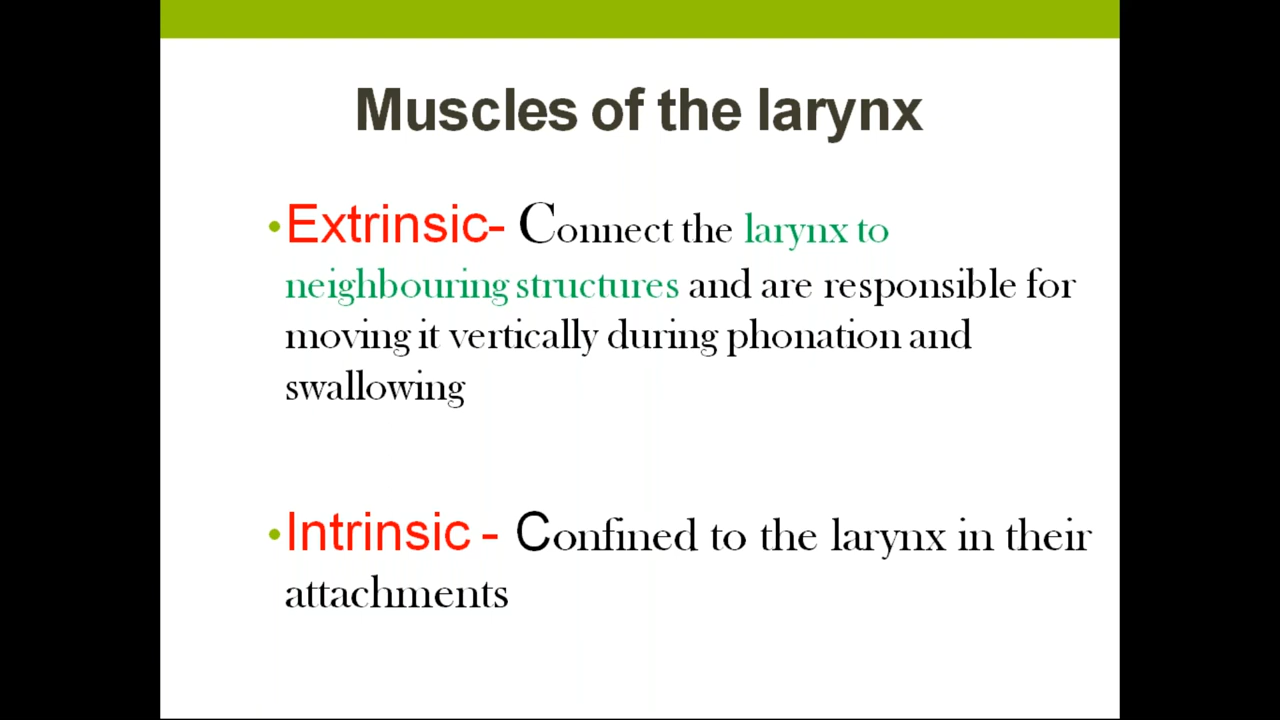 Muscles of the larynx
•Extrinsic- Connect the larynx to
neighbouring structures and are responsible for
moving it vertically during phonation and
swallowing
•Intrinsic - Confined to the larynx in their
attachments